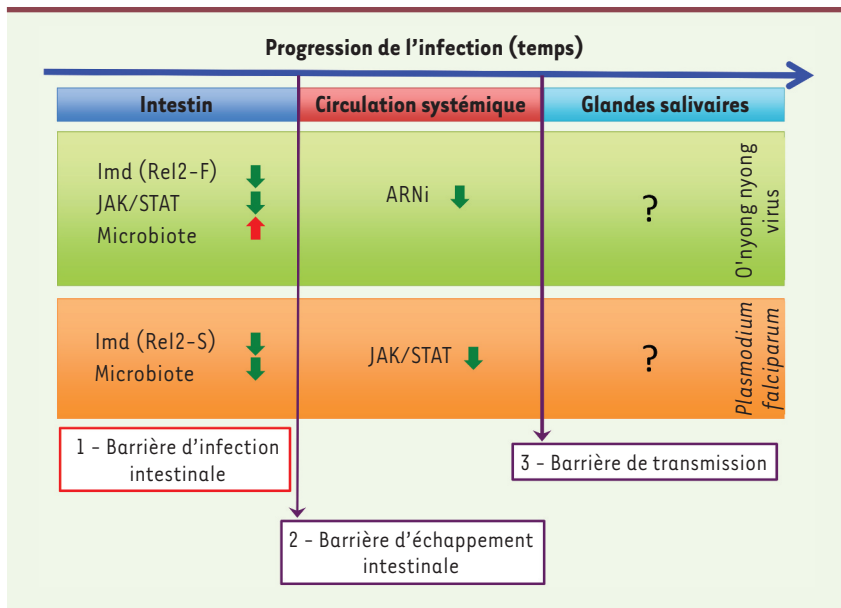 Progression de l'infection (temps)
Intestin
Circulation systémique
Glandes salivaires
Imd (Rel2-F)
JAK/STAT
Microbiote
ARNi
?
O'nyong nyong
virus
Imd (Rel2-S)
Microbiote
JAK/STAT
?
Plasmodium
falciparum
1 - Barrière d'infection
intestinale
3 - Barrière de transmission
2 - Barrière d'échappement
intestinale